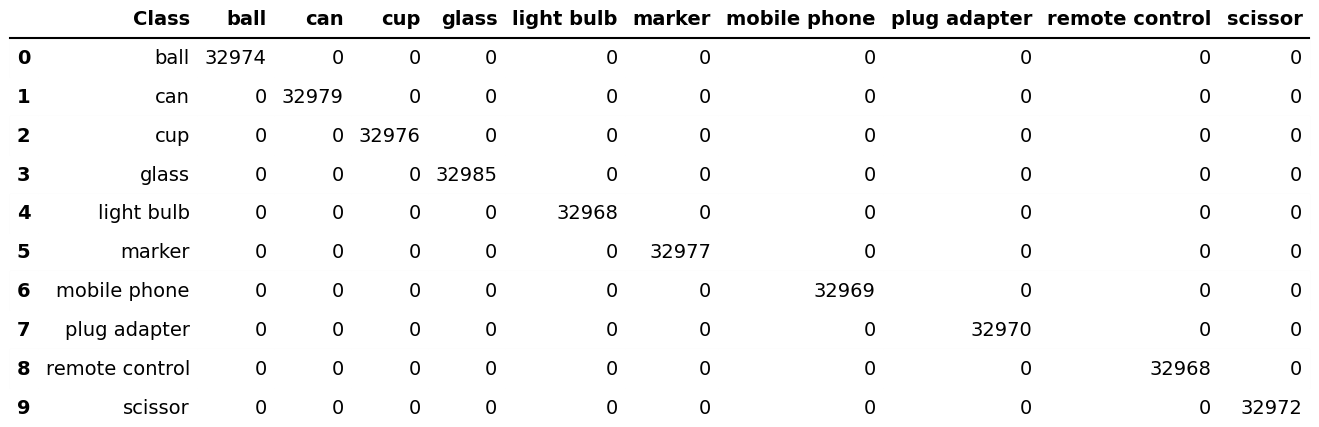 Class ball can cup glass light bulb marker mobile phone plug adapter remote control scissor
0 ball 32974 0 0 0 0 0 0 0 0 0
1 can 0 32979 0 0 0 0 0 0 0 0
2 cup 0 0 32976 0 0 0 0 0 0 0
3 glass 0 0 0 32985 0 0 0 0 0 0
4 light bulb 0 0 0 0 32968 0 0 0 0 0
5 marker 0 0 0 0 0 32977 0 0 0 0
6 mobile phone 0 0 0 0 0 0 32969 0 0 0
7 plug adapter 0 0 0 0 0 0 0 32970 0 0
8 remote control 0 0 0 0 0 0 0 0 32968 0
9 scissor 0 0 0 0 0 0 0 0 0 32972